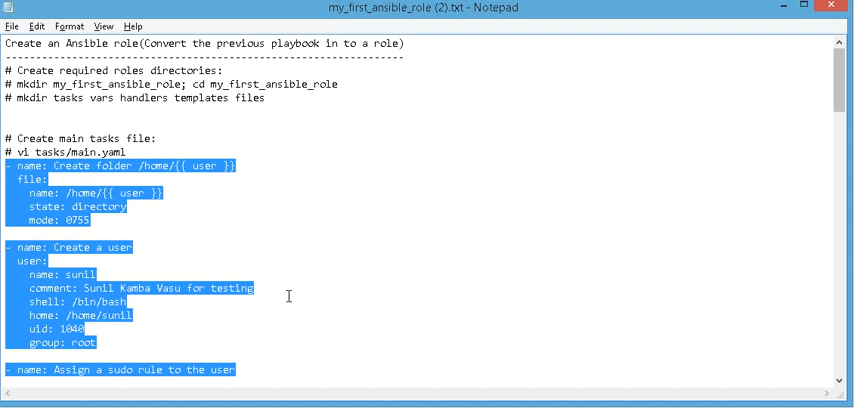 my_first_ansible_role (2).txt - Notepad
File Edit Format View Help
Create an Ansible role(Convert the previous playbook in to a role)
------------------------------------------------------------------
# Create required roles directories:
# mkdir my_first_ansible_role; cd my_first_ansible_role
# mkdir tasks vars handlers templates files
# Create main tasks file:
# vi tasks/main.yaml
- name: Create folder /home/{{ user }}
file:
name: /home/{{ user }}
state: directory
mode: 0755
- name: Create a user
user:
name: sunil
comment: Sunil Kamba Vasu for testing
shell: /bin/bash
home: /home/sunil
uid: 1040
group: root
- name: Assign a sudo rule to the user